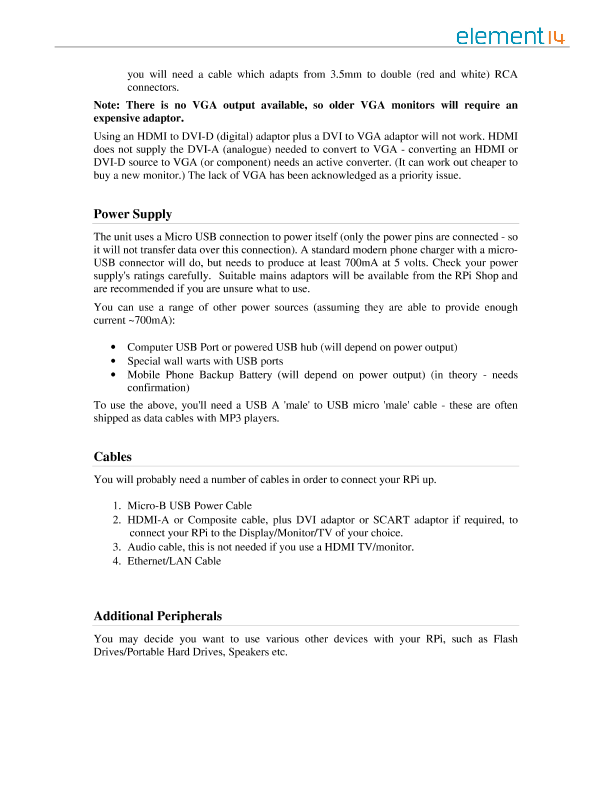 element14
you will need a cable which adapts from 3.5mm to double (red and white) RCA
connectors.
Note: There is no VGA output available, so older VGA monitors will require an
expensive adaptor.
Using an HDMI to DVI-D (digital) adaptor plus a DVI to VGA adaptor will not work. HDMI
does not supply the DVI-A (analogue) needed to convert to VGA - converting an HDMI or
DVI-D source to VGA (or component) needs an active converter. (It can work out cheaper to
buy a new monitor.) The lack of VGA has been acknowledged as a priority issue.
Power Supply
The unit uses a Micro USB connection to power itself (only the power pins are connected - so
it will not transfer data over this connection). A standard modern phone charger with a micro-
USB connector will do, but needs to produce at least 700mA at 5 volts. Check your power
supply's ratings carefully. Suitable mains adaptors will be available from the RPi Shop and
are recommended if you are unsure what to use.
You can use a range of other power sources (assuming they are able to provide enough
current ~700mA):
• Computer USB Port or powered USB hub (will depend on power output)
• Special wall warts with USB ports
• Mobile Phone Backup Battery (will depend on power output) (in theory - needs
confirmation)
To use the above, you'll need a USB A 'male' to USB micro 'male' cable - these are often
shipped as data cables with MP3 players.
Cables
You will probably need a number of cables in order to connect your RPi up.
1. Micro-B USB Power Cable
2. HDMI-A or Composite cable, plus DVI adaptor or SCART adaptor if required, to
connect your RPi to the Display/Monitor/TV of your choice.
3. Audio cable, this is not needed if you use a HDMI TV/monitor.
4. Ethernet/LAN Cable
Additional Peripherals
You may decide you want to use various other devices with your RPi, such as Flash
Drives/Portable Hard Drives, Speakers etc.